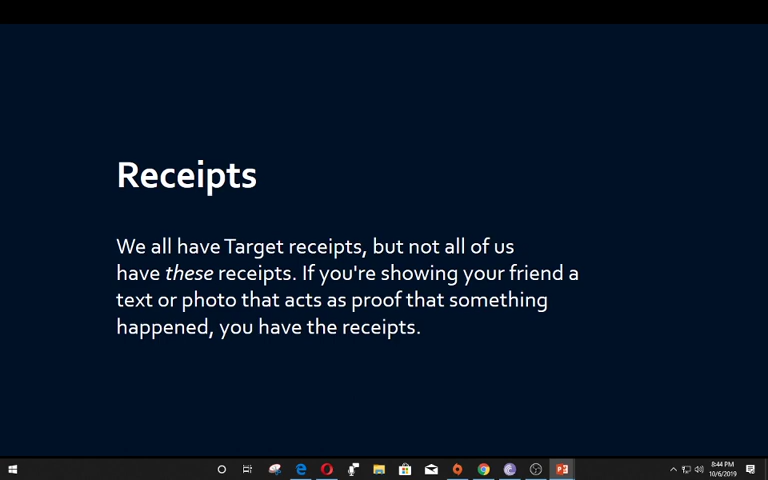 Receipts
We all have Target receipts, but not all of us
have these receipts. If you're showing your friend a
text or photo that acts as proof that something
happened, you have the receipts.
8:44 PM
10/6/2019